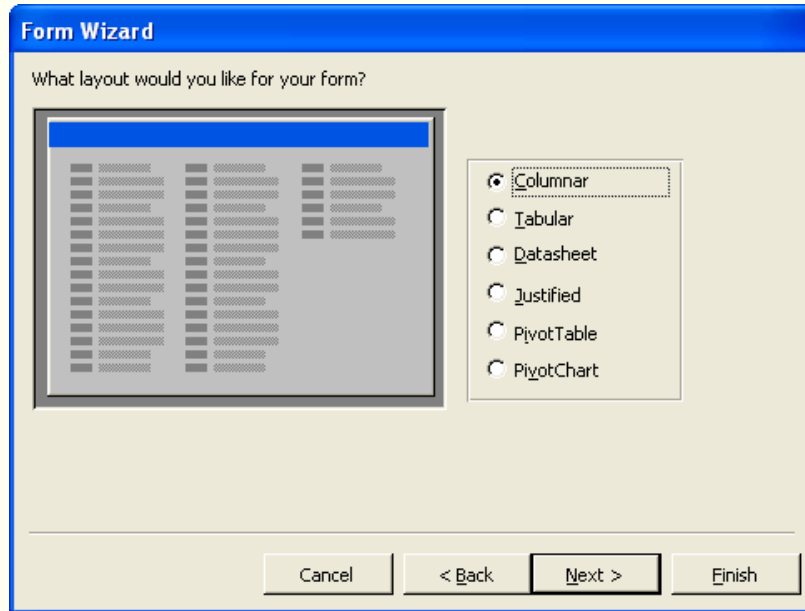 Form Wizard
What layout would you like for your form?
Columnar
Tabular
Datasheet
Justified
PivotTable
PivotChart
Cancel < Back Next > Finish